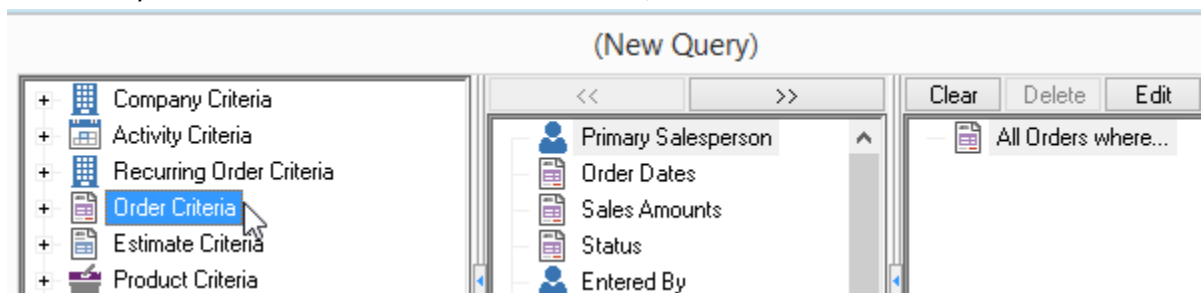 (New Query)
Company Criteria
Activity Criteria
Recurring Order Criteria
Order Criteria
Estimate Criteria
Product Criteria
<< >>
Primary Salesperson
Order Dates
Sales Amounts
Status
Entered By
Clear Delete Edit
All Orders where...